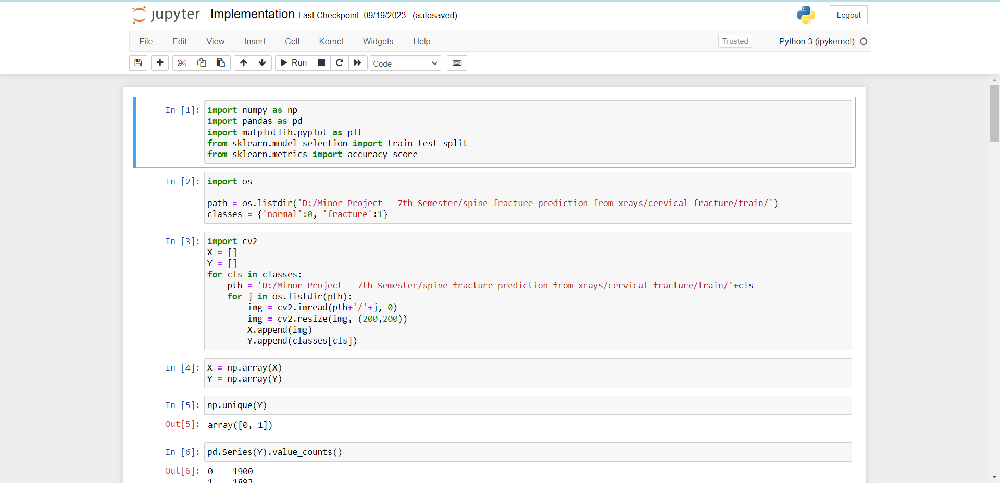 jupyter Implementation Last Checkpoint: 09/19/2023 (autosaved) Logout
File Edit View Insert Cell Kernel Widgets Help Trusted Python 3 (ipykernel)
Run Code
In [1]: import numpy as np
import pandas as pd
import matplotlib.pyplot as plt
from sklearn.model_selection import train_test_split
from sklearn.metrics import accuracy_score
In [2]: import os
path = os.listdir('D:/Minor Project - 7th Semester/spine-fracture-prediction-from-xrays/cervical fracture/train/')
classes = {'normal':0, 'fracture':1}
In [3]: import cv2
X = []
Y = []
for cls in classes:
    pth = 'D:/Minor Project - 7th Semester/spine-fracture-prediction-from-xrays/cervical fracture/train/'+cls
    for j in os.listdir(pth):
        img = cv2.imread(pth+'/'+j, 0)
        img = cv2.resize(img, (200,200))
        X.append(img)
        Y.append(classes[cls])
In [4]: X = np.array(X)
Y = np.array(Y)
In [5]: np.unique(Y)
Out[5]: array([0, 1])
In [6]: pd.Series(Y).value_counts()
Out[6]: 0    1900
1    1893